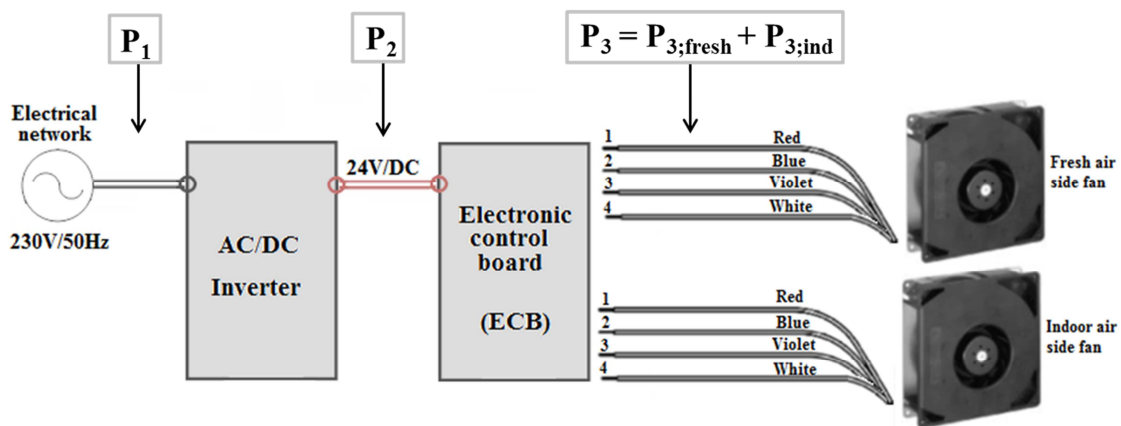 P1
P2
P3 = P3;fresh + P3;ind
Electrical
network
230V/50Hz
AC/DC
Inverter
24V/DC
Electronic
control
board
(ECB)
1 Red
2 Blue
3 Violet
4 White
Fresh air
side fan
1 Red
2 Blue
3 Violet
4 White
Indoor air
side fan